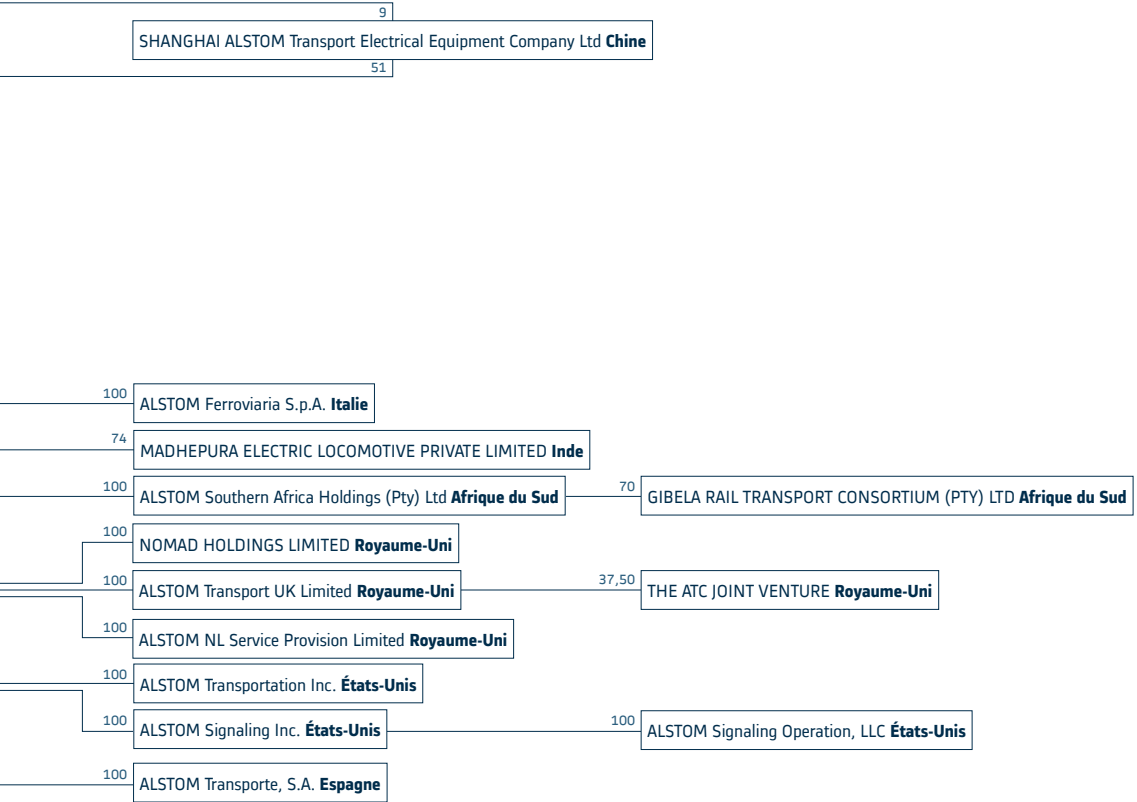 9
SHANGHAI ALSTOM Transport Electrical Equipment Company Ltd Chine
51
100
ALSTOM Ferroviaria S.p.A. Italie
74
MADHEPURA ELECTRIC LOCOMOTIVE PRIVATE LIMITED Inde
100
ALSTOM Southern Africa Holdings (Pty) Ltd Afrique du Sud
70
GIBELA RAIL TRANSPORT CONSORTIUM (PTY) LTD Afrique du Sud
100
NOMAD HOLDINGS LIMITED Royaume-Uni
100
ALSTOM Transport UK Limited Royaume-Uni
37,50
THE ATC JOINT VENTURE Royaume-Uni
100
ALSTOM NL Service Provision Limited Royaume-Uni
100
ALSTOM Transportation Inc. États-Unis
100
ALSTOM Signaling Inc. États-Unis
100
ALSTOM Signaling Operation, LLC États-Unis
100
ALSTOM Transporte, S.A. Espagne